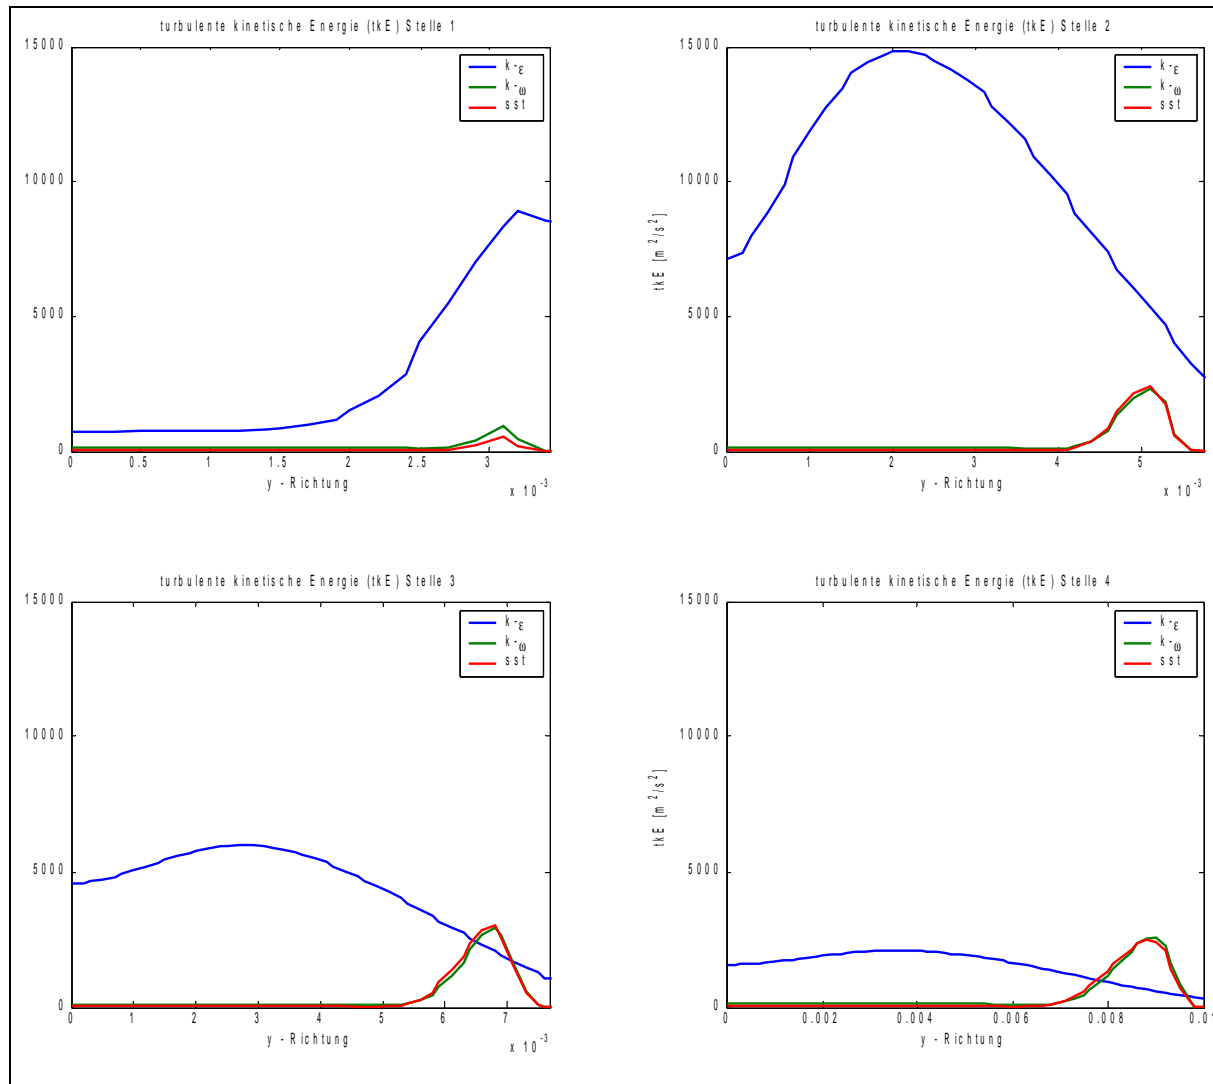 turbulente kinetische Energie (tkE) Stelle 1
15000
10000
5000
0
k-ε
k-ω
sst
0 0.5 1 1.5 2 2.5 3
y - Richtung
x 10^-3
turbulente kinetische Energie (tkE) Stelle 2
15000
10000
5000
0
tkE [m^2/s^2]
k-ε
k-ω
sst
0 1 2 3 4 5
y - Richtung
x 10^-3
turbulente kinetische Energie (tkE) Stelle 3
15000
10000
5000
0
k-ε
k-ω
sst
0 1 2 3 4 5 6 7
y - Richtung
x 10^-3
turbulente kinetische Energie (tkE) Stelle 4
15000
10000
5000
0
tkE [m^2/s^2]
k-ε
k-ω
sst
0 0.002 0.004 0.006 0.008 0.01
y - Richtung